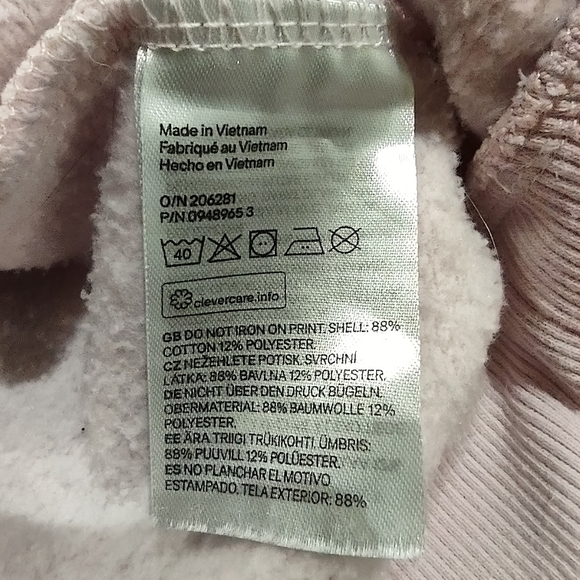 Made in Vietnam
Fabriqué au Vietnam
Hecho en Vietnam
O/N 206281
P/N 0948965 3
40
clevercare.info
GB DO NOT IRON ON PRINT. SHELL: 88%
COTTON 12% POLYESTER.
CZ NEŽEHLETE POTISK. SVRCHNÍ
LÁTKA: 88% BAVLNA 12% POLYESTER.
DE NICHT ÜBER DEN DRUCK BÜGELN.
OBERMATERIAL: 88% BAUMWOLLE 12%
POLYESTER.
EE ÄRA TRIIGI TRÜKIKOHTI. ÜMBRIS:
88% PUUVILL 12% POLÜESTER.
ES NO PLANCHAR EL MOTIVO
ESTAMPADO. TELA EXTERIOR: 88%